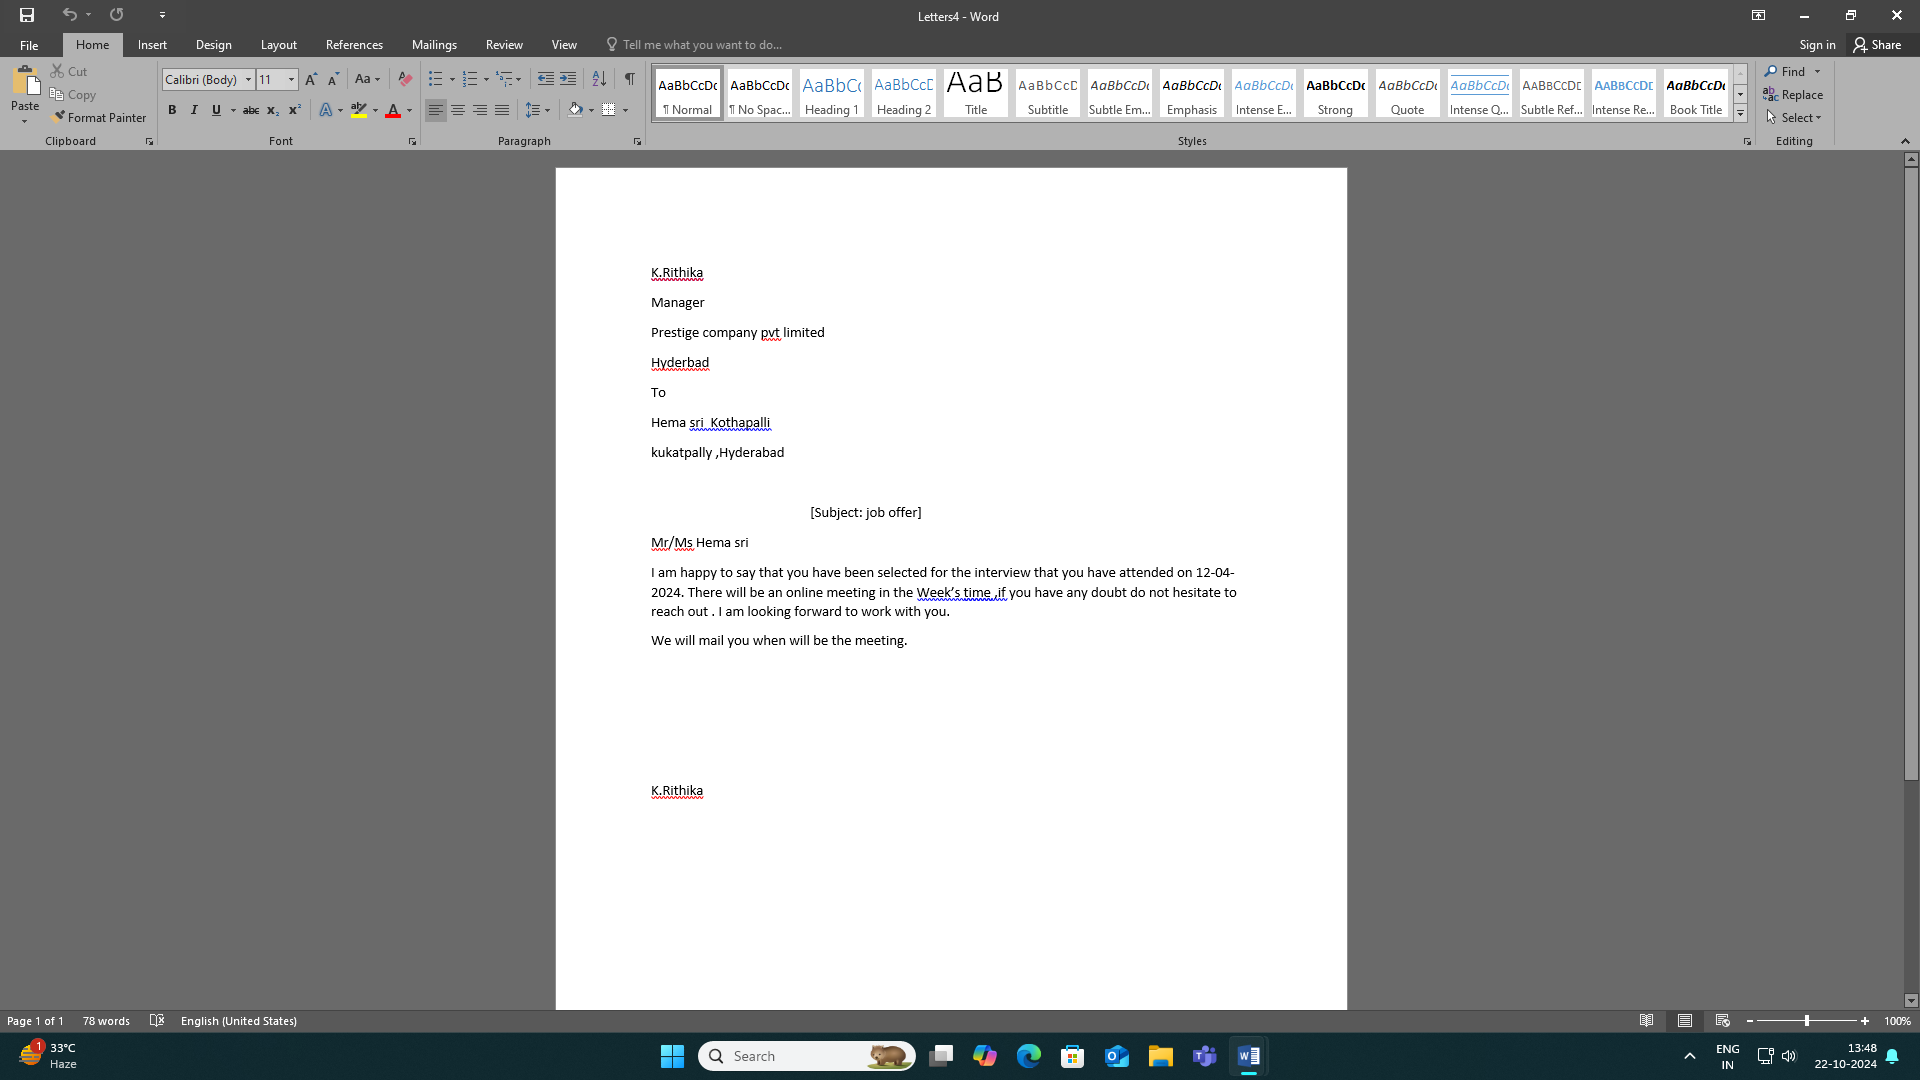 Letters4 - Word
File Home Insert Design Layout References Mailings Review View Tell me what you want to do... Sign in Share
Paste
Cut
Copy
Format Painter
Clipboard
Calibri (Body) 11
Font
Paragraph
AaBbCcDc AaBbCcDc AaBbCc AaBbCcD AaB AaBbCcD AaBbCcDc AaBbCcDc AaBbCcDc AaBbCcDc AaBbCcDc AaBbCcDc AABBCCDD AABBCCDD AaBbCcDc
¶ Normal ¶ No Spac... Heading 1 Heading 2 Title Subtitle Subtle Em... Emphasis Intense E... Strong Quote Intense Q... Subtle Ref... Intense Re... Book Title
Styles
Find
Replace
Select
Editing
K.Rithika
Manager
Prestige company pvt limited
Hyderbad
To
Hema sri  Kothapalli
kukatpally ,Hyderabad
[Subject: job offer]
Mr/Ms Hema sri
I am happy to say that you have been selected for the interview that you have attended on 12-04-
2024. There will be an online meeting in the Week's time ,if you have any doubt do not hesitate to
reach out . I am looking forward to work with you.
We will mail you when will be the meeting.
K.Rithika
Page 1 of 1 78 words English (United States) 100%
1
33°C
Haze
Search
ENG
IN
13:48
22-10-2024